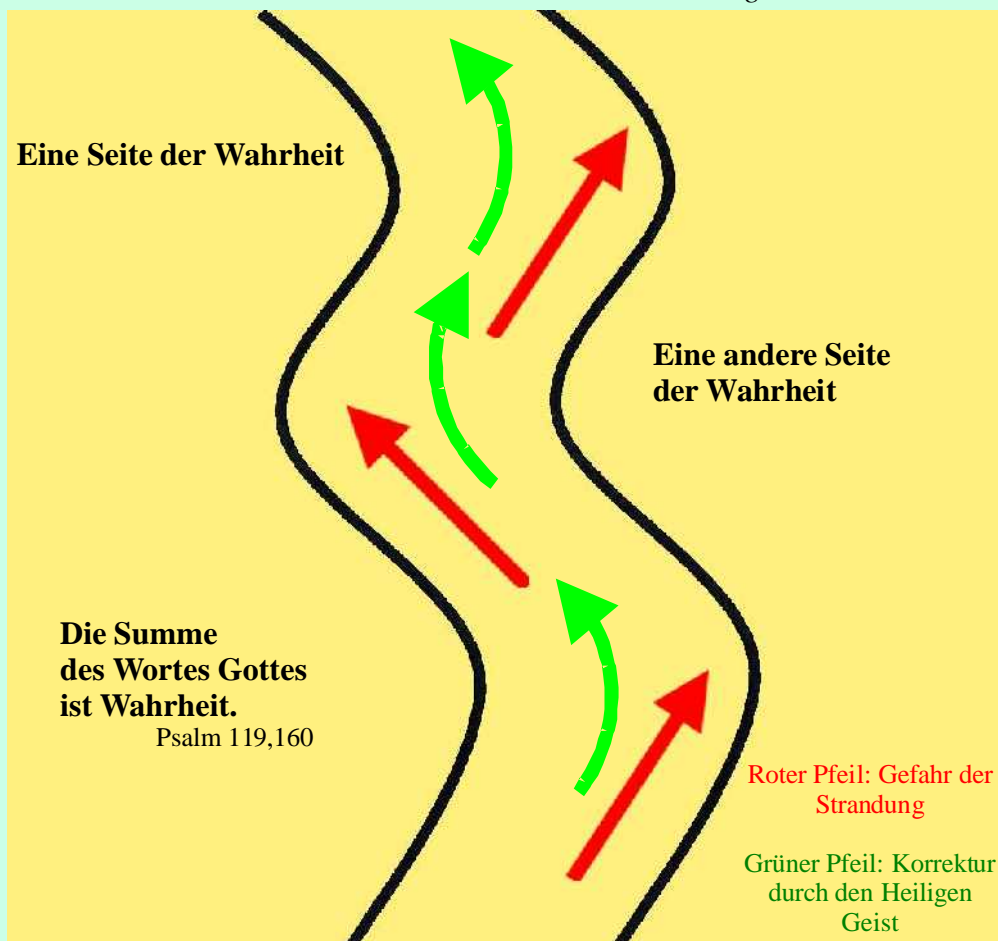 Eine Seite der Wahrheit
Eine andere Seite
der Wahrheit
Die Summe
des Wortes Gottes
ist Wahrheit.
Psalm 119,160
Roter Pfeil: Gefahr der
Strandung
Grüner Pfeil: Korrektur
durch den Heiligen
Geist